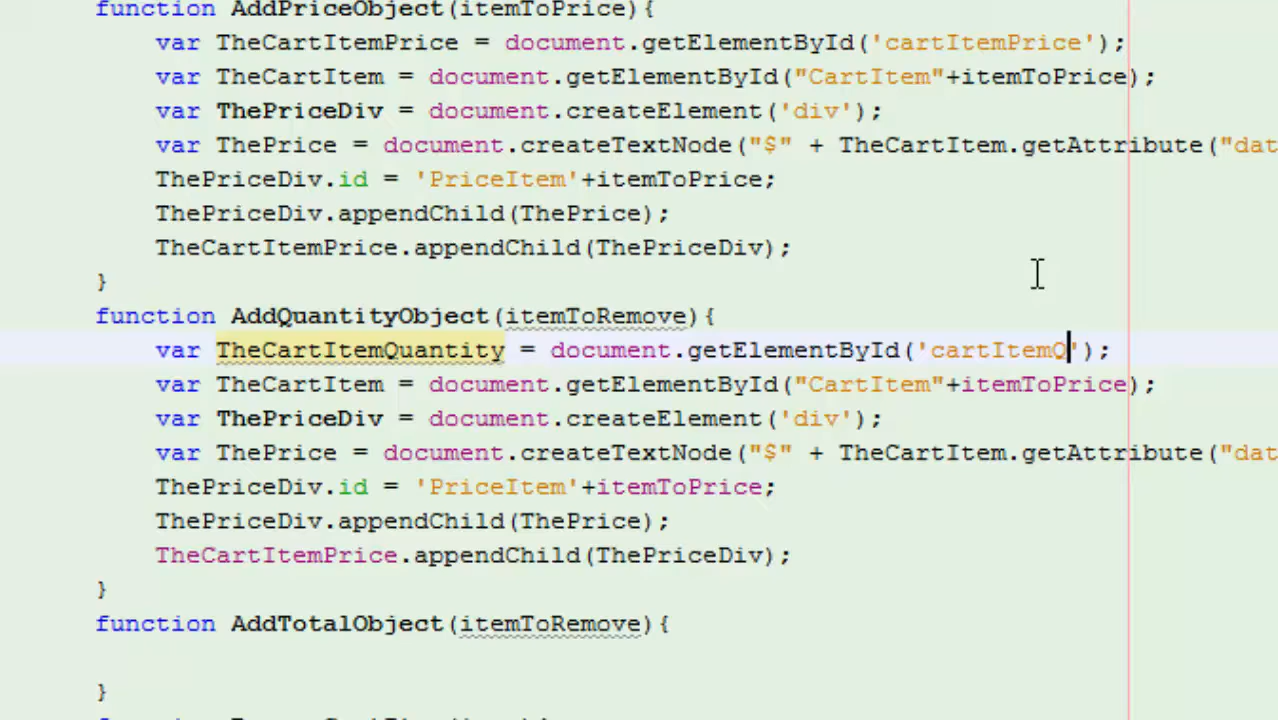 function AddPriceObject(itemToPrice){
var TheCartItemPrice = document.getElementById('cartItemPrice');
var TheCartItem = document.getElementById("CartItem"+itemToPrice);
var ThePriceDiv = document.createElement('div');
var ThePrice = document.createTextNode("$" + TheCartItem.getAttribute("dat
ThePriceDiv.id = 'PriceItem'+itemToPrice;
ThePriceDiv.appendChild(ThePrice);
TheCartItemPrice.appendChild(ThePriceDiv);
}
function AddQuantityObject(itemToRemove){
var TheCartItemQuantity = document.getElementById('cartItemQ');
var TheCartItem = document.getElementById("CartItem"+itemToPrice);
var ThePriceDiv = document.createElement('div');
var ThePrice = document.createTextNode("$" + TheCartItem.getAttribute("dat
ThePriceDiv.id = 'PriceItem'+itemToPrice;
ThePriceDiv.appendChild(ThePrice);
TheCartItemPrice.appendChild(ThePriceDiv);
}
function AddTotalObject(itemToRemove){
}